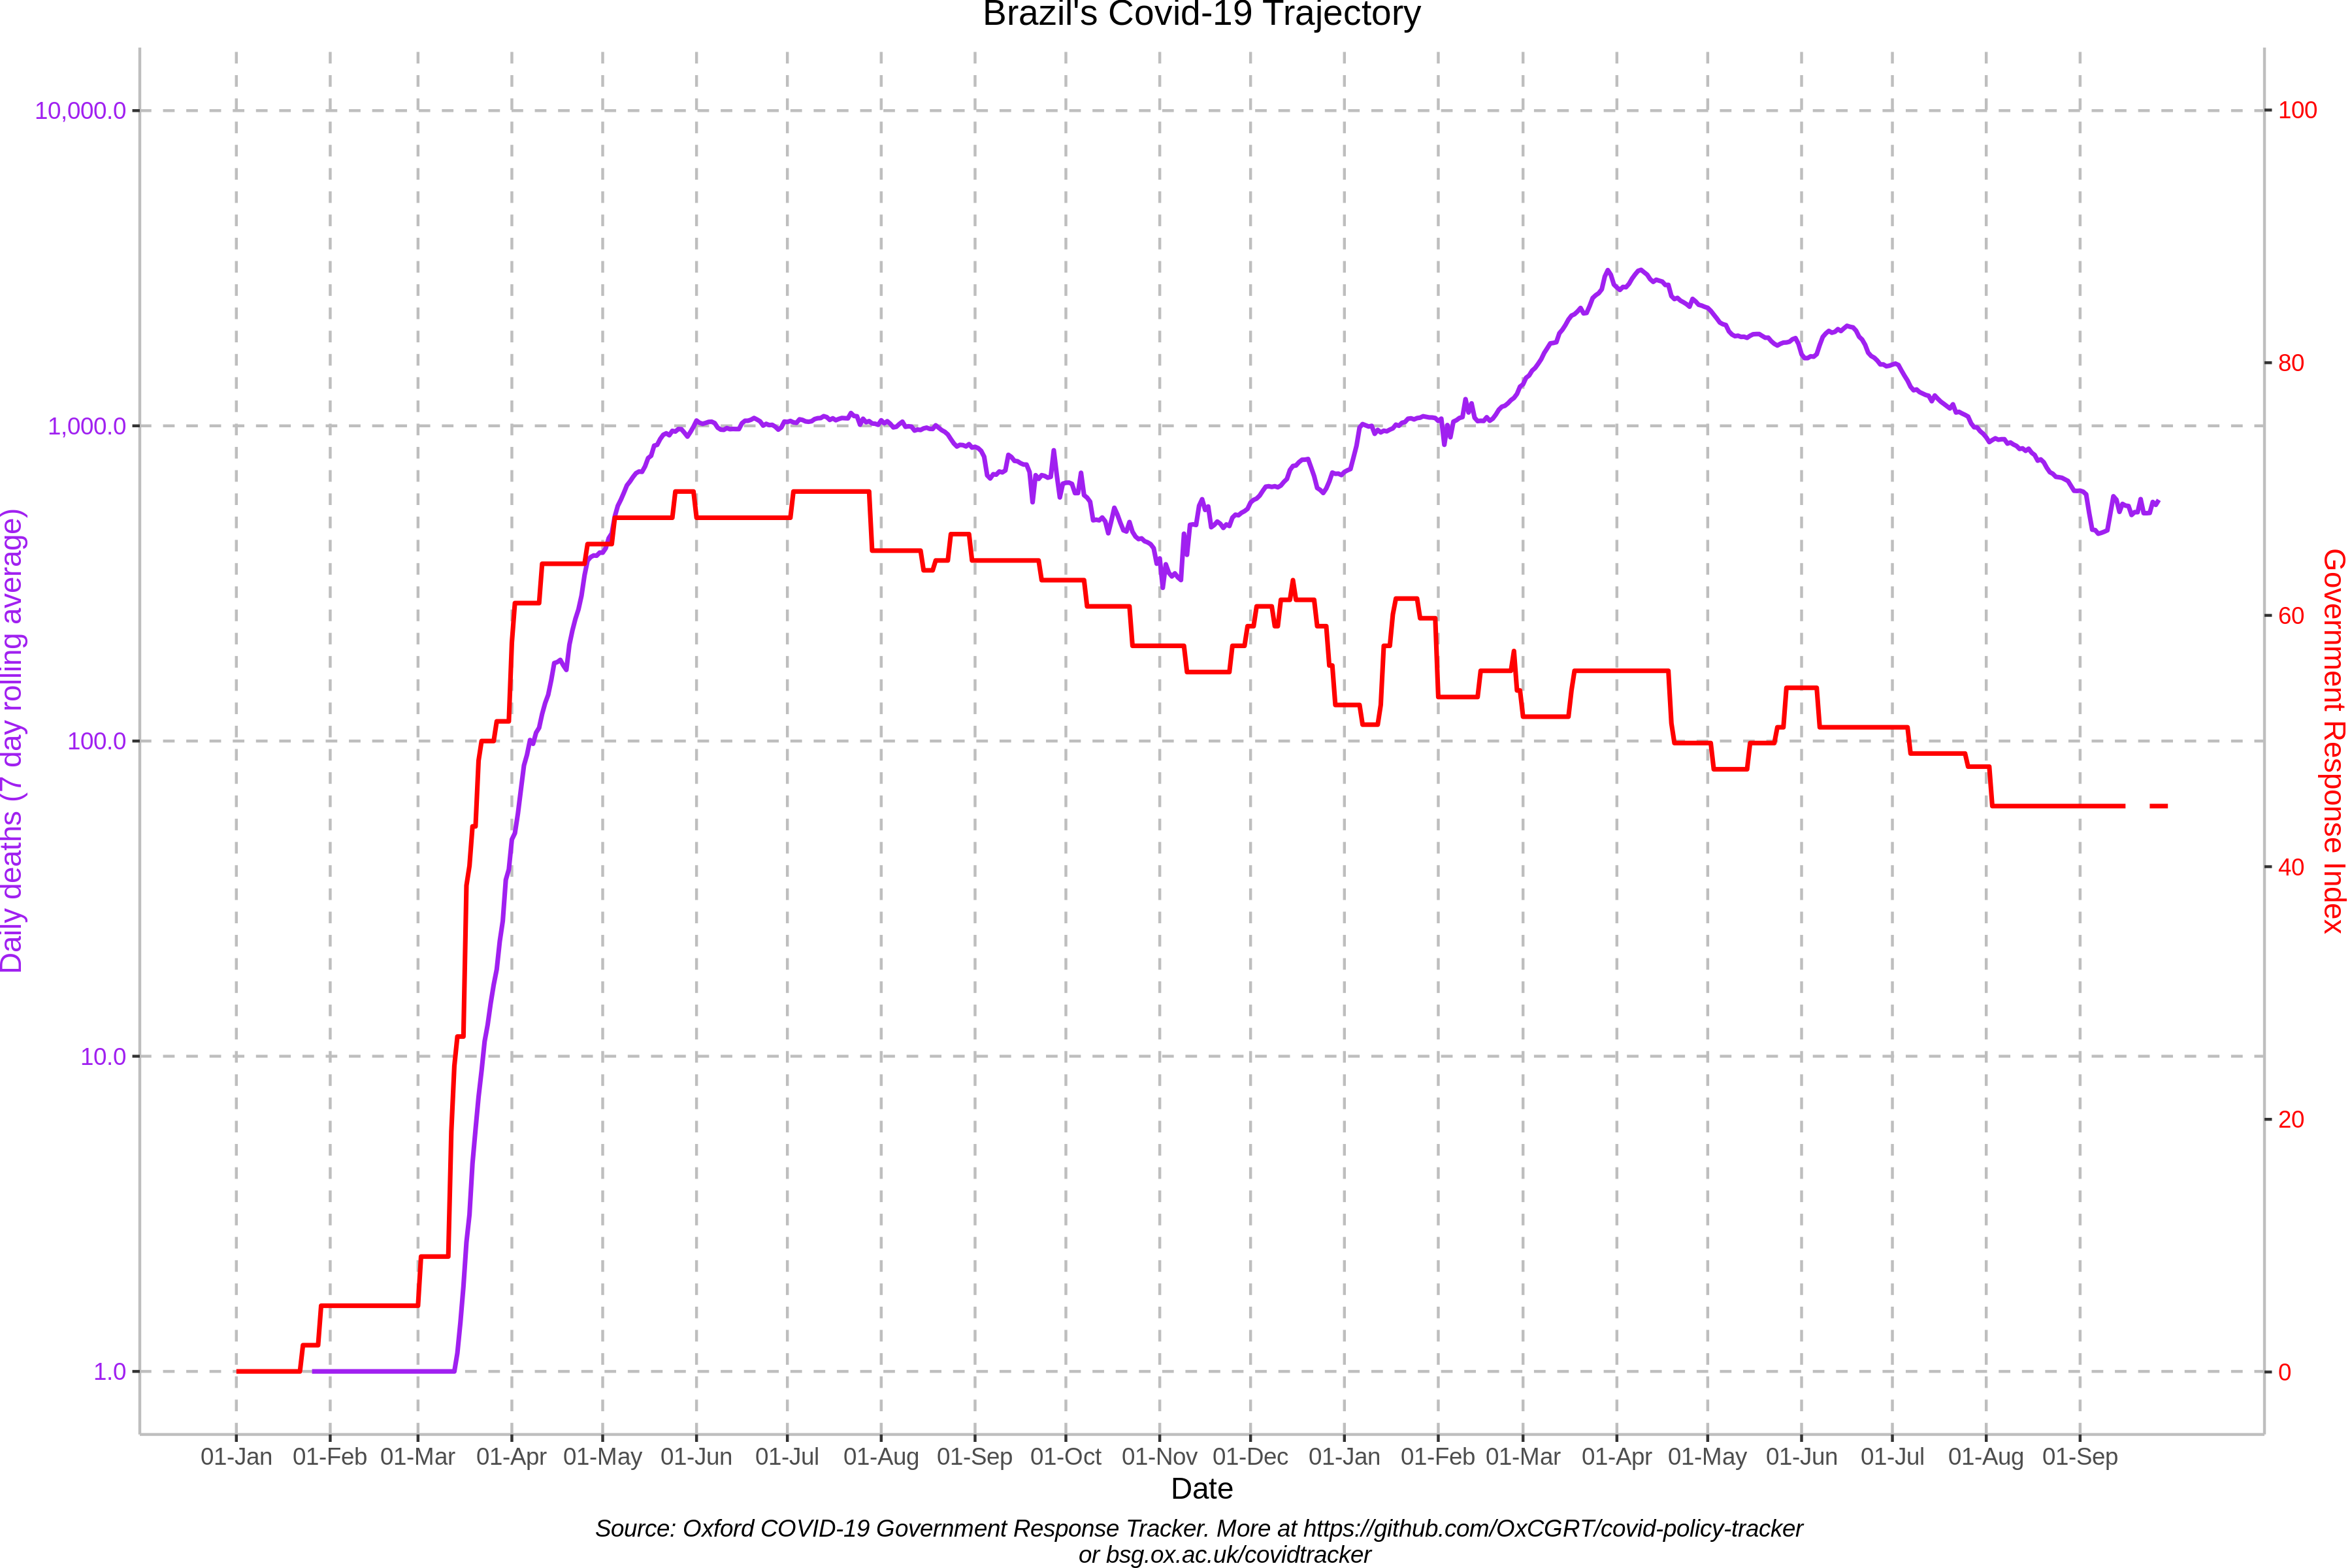 Brazil's Covid-19 Trajectory
Daily deaths (7 day rolling average)
10,000.0
1,000.0
100.0
10.0
1.0
100
80
60
40
20
0
Government Response Index
01-Jan 01-Feb 01-Mar 01-Apr 01-May 01-Jun 01-Jul 01-Aug 01-Sep 01-Oct 01-Nov 01-Dec 01-Jan 01-Feb 01-Mar 01-Apr 01-May 01-Jun 01-Jul 01-Aug 01-Sep
Date
Source: Oxford COVID-19 Government Response Tracker. More at https://github.com/OxCGRT/covid-policy-tracker
or bsg.ox.ac.uk/covidtracker